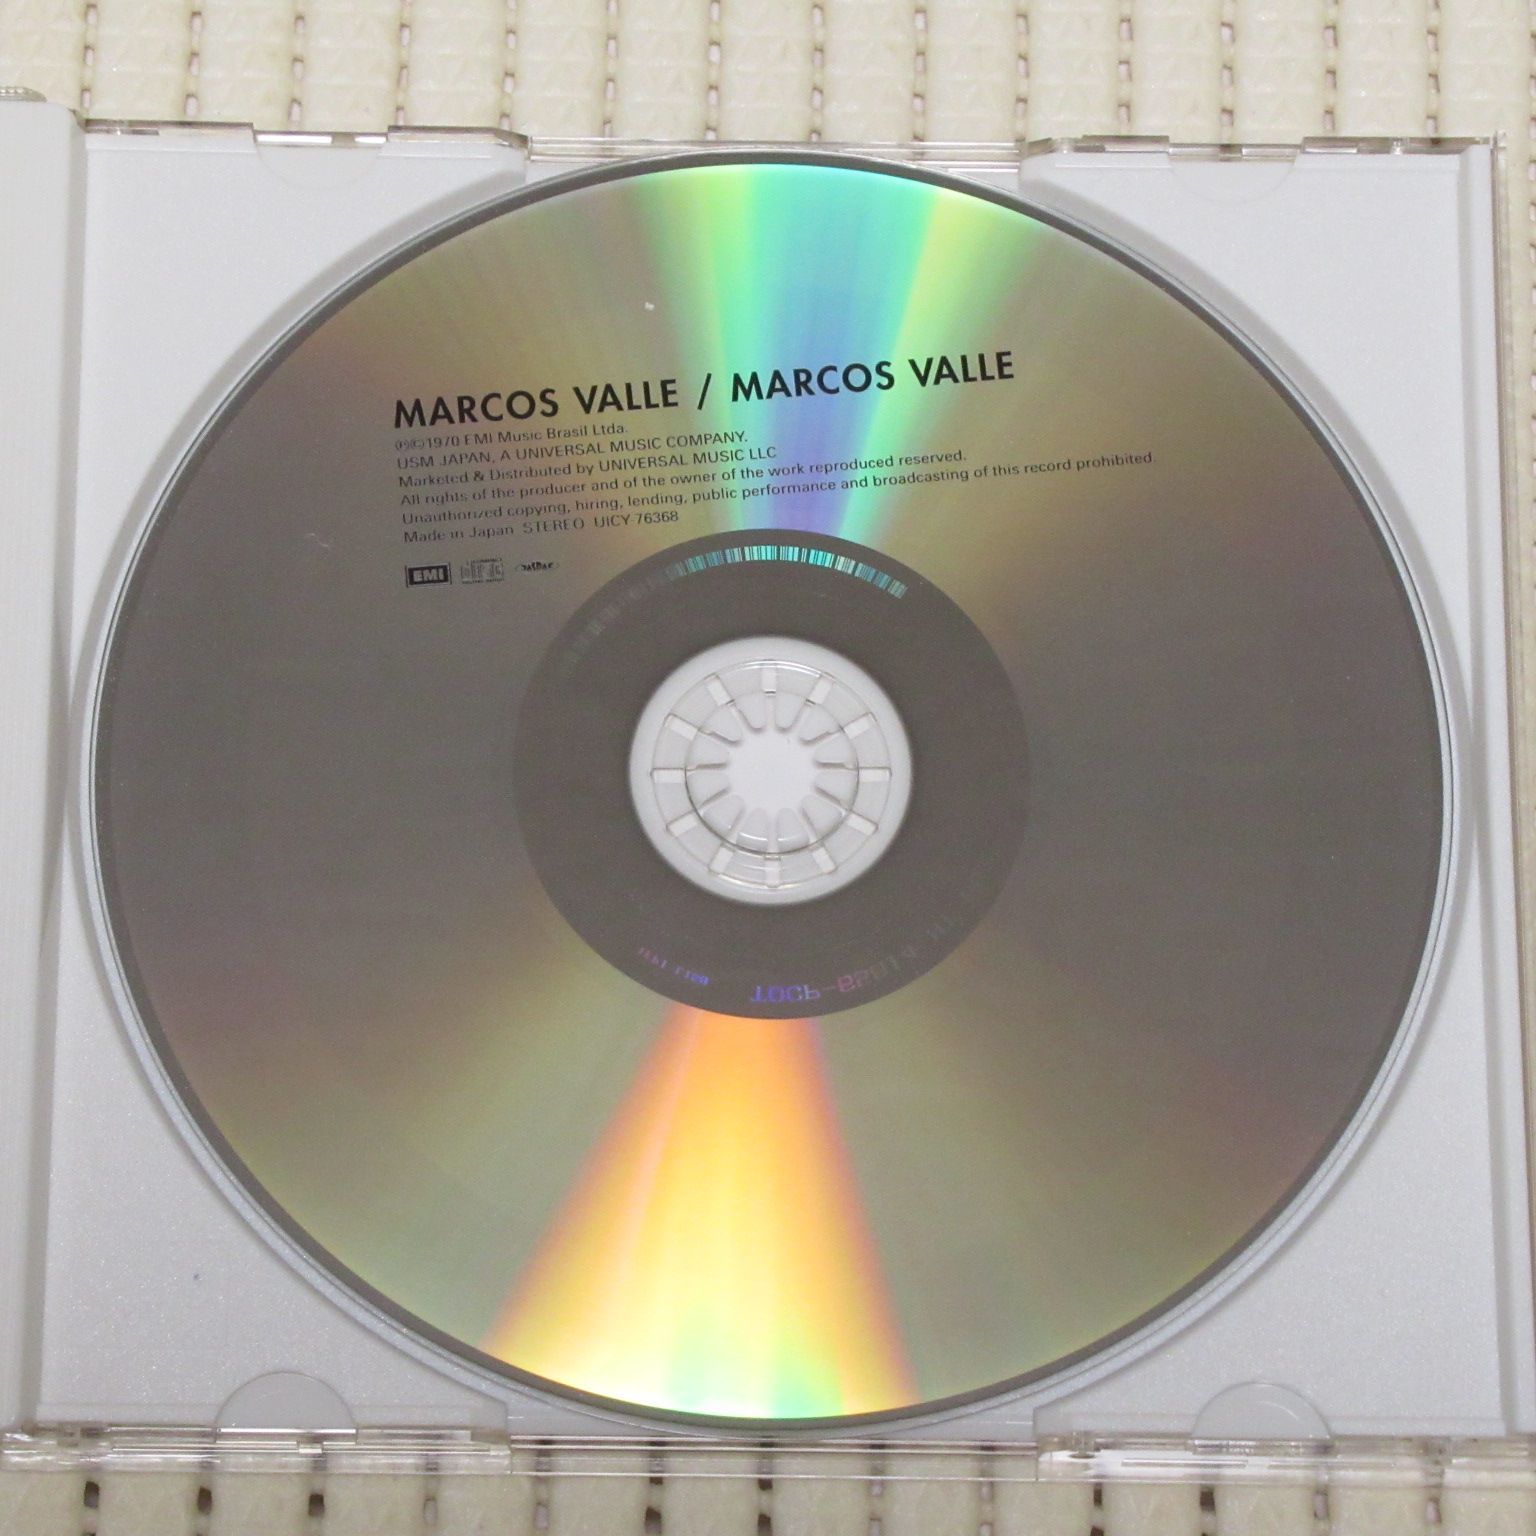 MARCOS VALLE / MARCOS VALLE
℗©1970 EMI Music Brasil Ltda.
USM JAPAN, A UNIVERSAL MUSIC COMPANY.
Marketed & Distributed by UNIVERSAL MUSIC LLC
All rights of the producer and of the owner of the work reproduced reserved.
Unauthorized copying, hiring, lending, public performance and broadcasting of this record prohibited.
Made in Japan STEREO UICY-76368
EMI